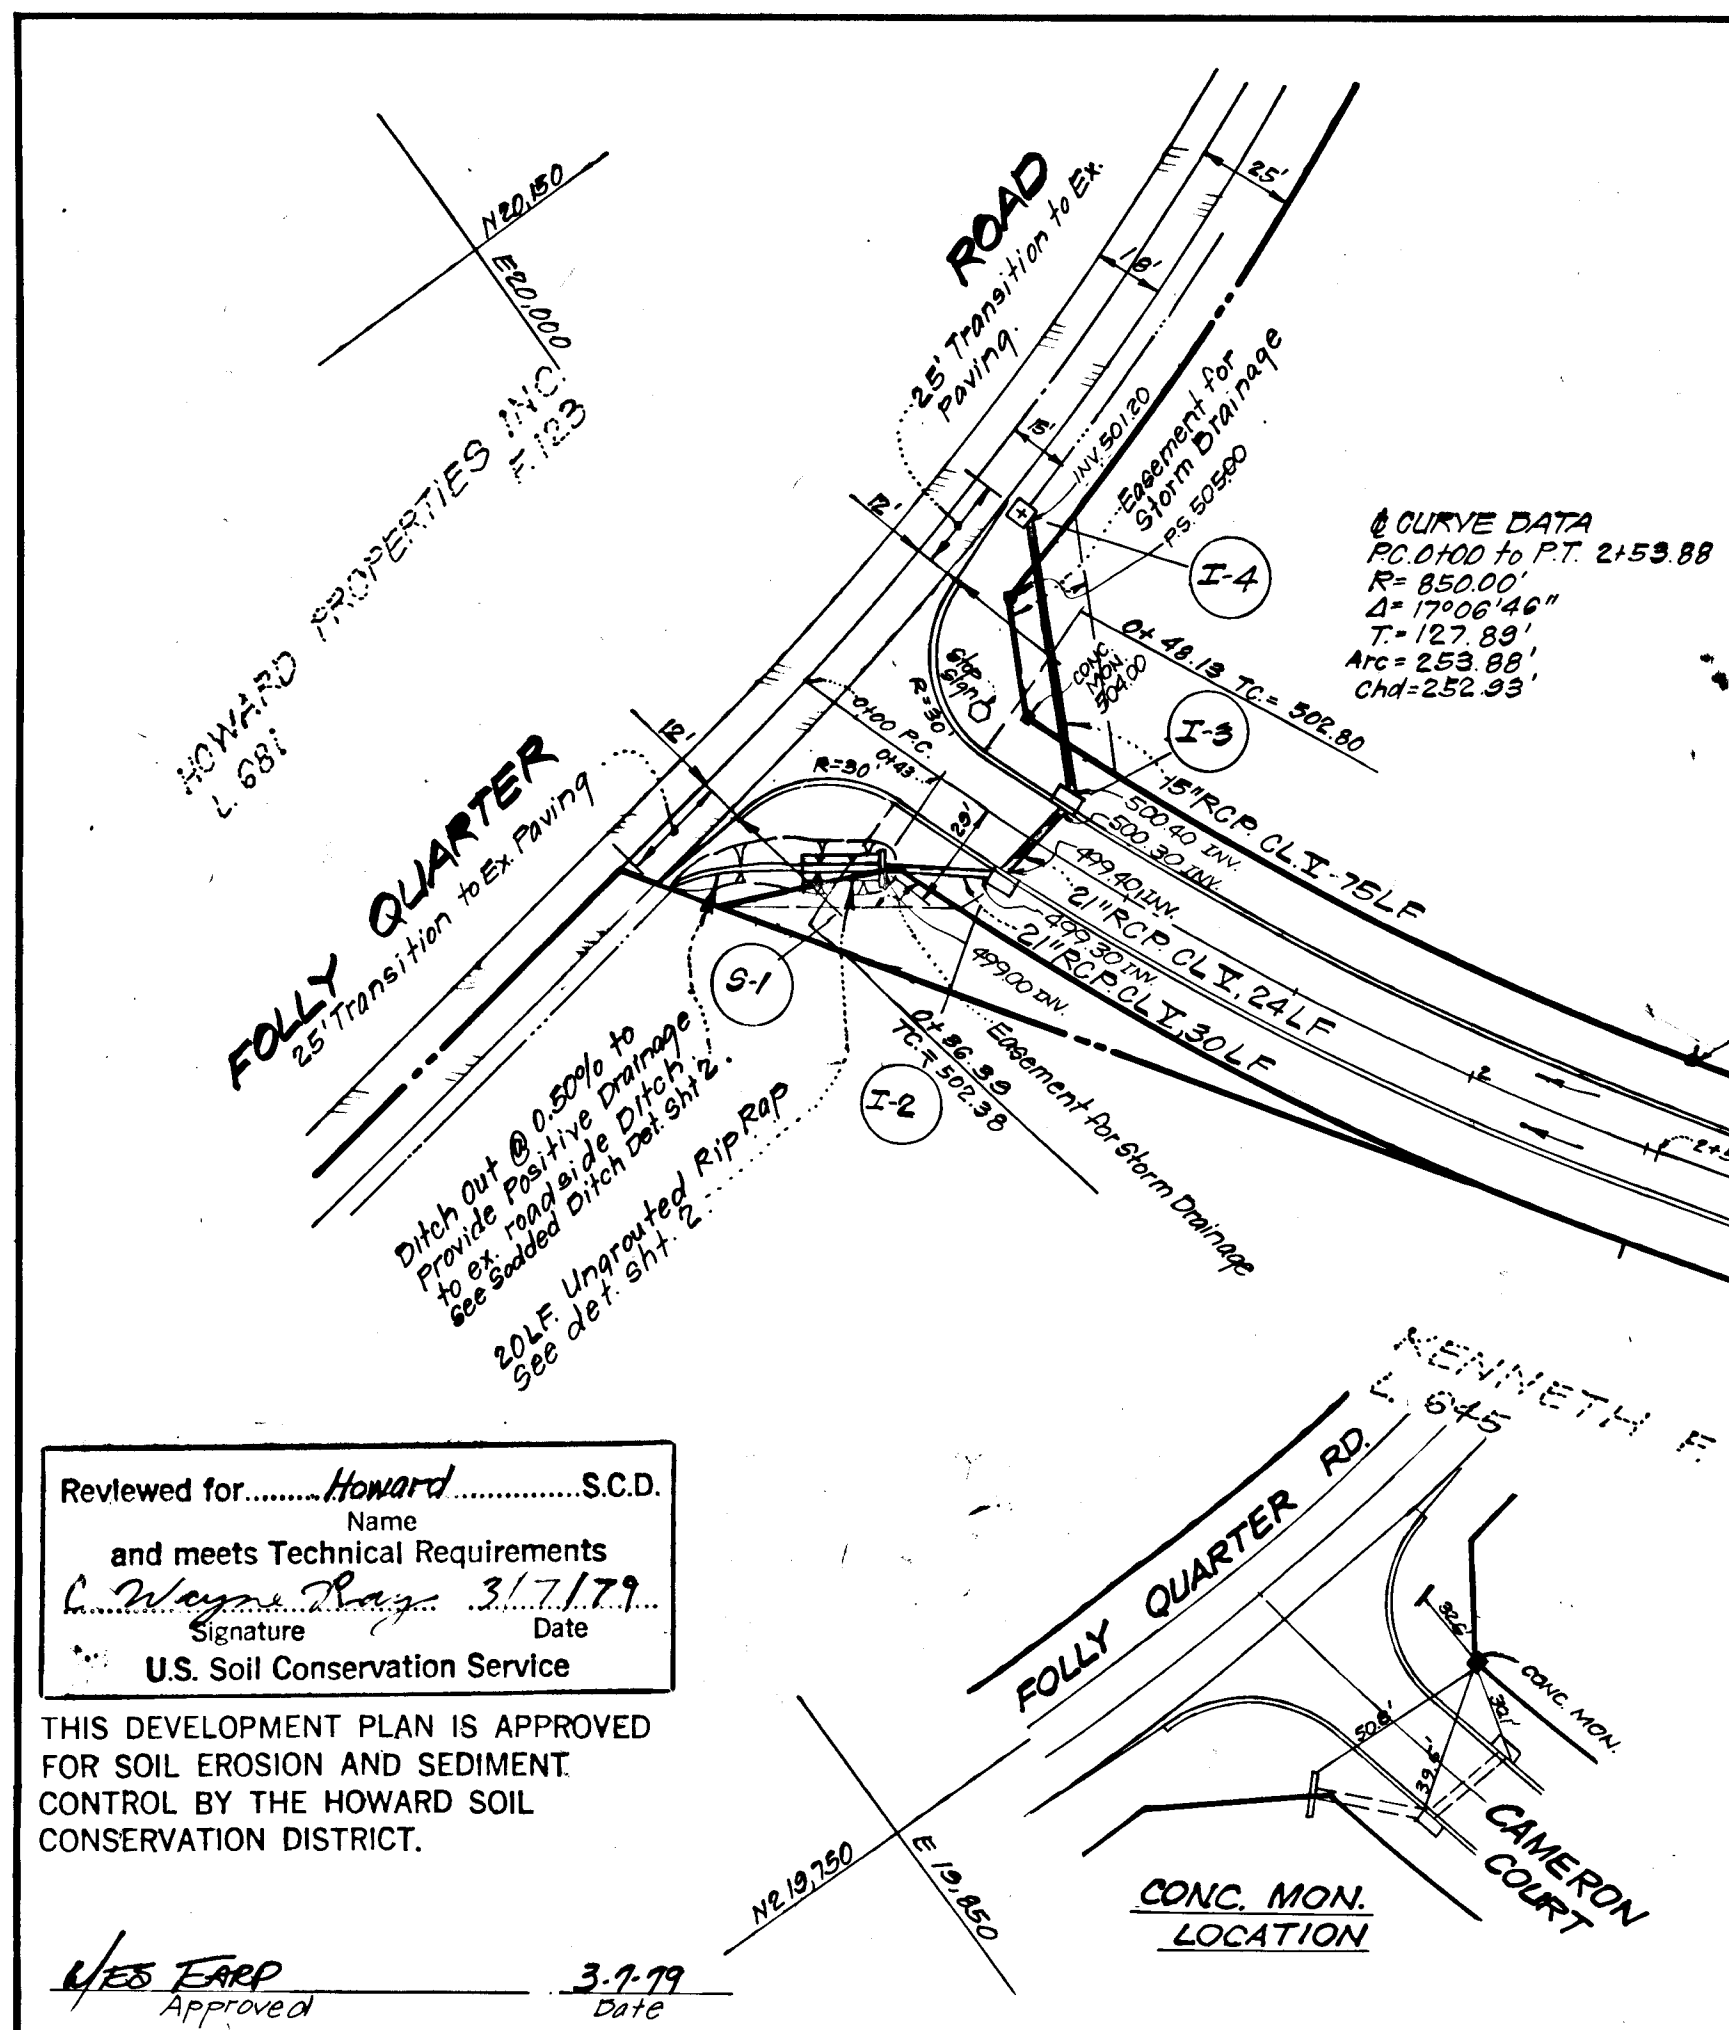 N20,150
E20,000
HOWARD PROPERTIES INC.
L. 681
F. 123
ROAD
25' Transition to Ex.
Paving.
25'
18'
15'
INV. 501.20
Easement for
Storm Drainage
P.S. 505.00
I-4
12'
℄ CURVE DATA
P.C. 0+00 to P.T. 2+53.88
R= 850.00'
Δ= 17°06'46"
T.= 127.89'
Arc= 253.88'
Chd=252.93'
0+48.13 TC.= 502.80
CONC.
MON.
504.00
Stop
Sign
R=30'
I-3
0+00 P.C.
0+43
R=30'
29'
12'
FOLLY QUARTER
25' Transition to Ex. Paving
15" RCP. CL. V - 75 LF
500.40 INV.
500.30 INV.
499.40 INV.
21" RCP. CL V, 24 LF
499.30 INV.
21" RCP. CL V, 30 LF
499.00 INV.
S-1
0+36.39
TC.= 502.38
I-2
Easement for Storm Drainage
Ditch Out @ 0.50% to
Provide Positive Drainage
to ex. roadside Ditch.
See Sodded Ditch Det. Sht 2.
20 LF. Ungrouted Rip Rap
See det. sht. 2.
2
KENNETH F.
L. 645
Reviewed for Howard S.C.D.
Name
and meets Technical Requirements
C. Wayne Ray 3/7/79
Signature Date
U.S. Soil Conservation Service
THIS DEVELOPMENT PLAN IS APPROVED
FOR SOIL EROSION AND SEDIMENT
CONTROL BY THE HOWARD SOIL
CONSERVATION DISTRICT.
WES EARP 3-7-79
Approved Date
FOLLY QUARTER RD.
32.6'
CONC. MON.
50.8'
39.6'
CAMERON
COURT
N219,750
E 19,850
CONC. MON.
LOCATION